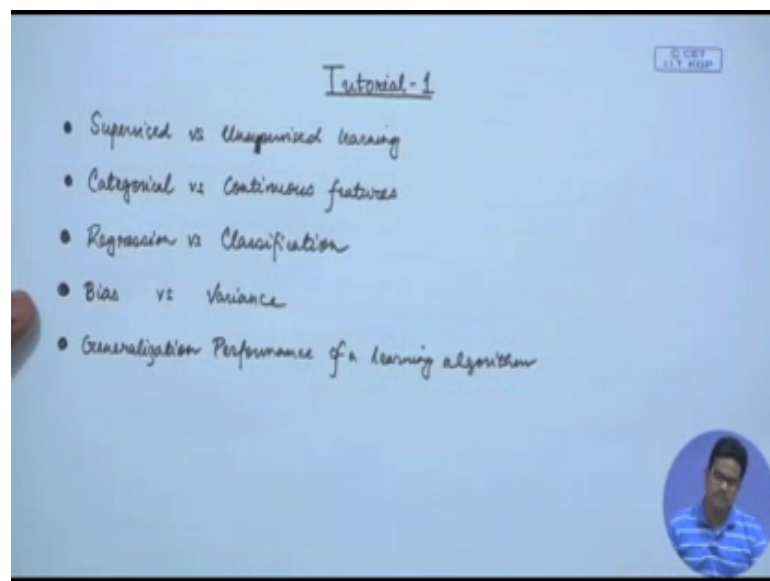 © CET
I.I.T. KGP
Tutorial-1
• Supervised vs Unsupervised learning
• Categorical vs Continuous features
• Regression vs Classification
• Bias vs Variance
• Generalization Performance of a learning algorithm